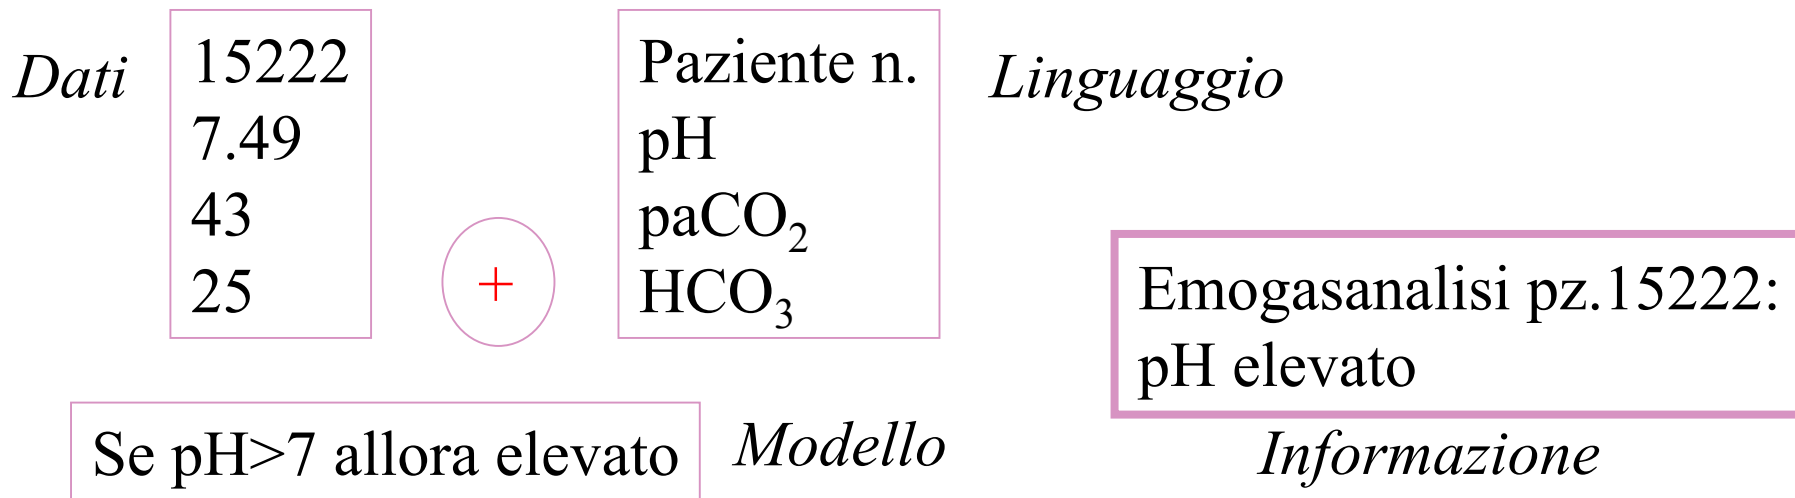 Dati
15222
7.49
43
25
+
Paziente n.
pH
paCO₂
HCO₃
Linguaggio
Se pH>7 allora elevato
Modello
Emogasanalisi pz.15222:
pH elevato
Informazione